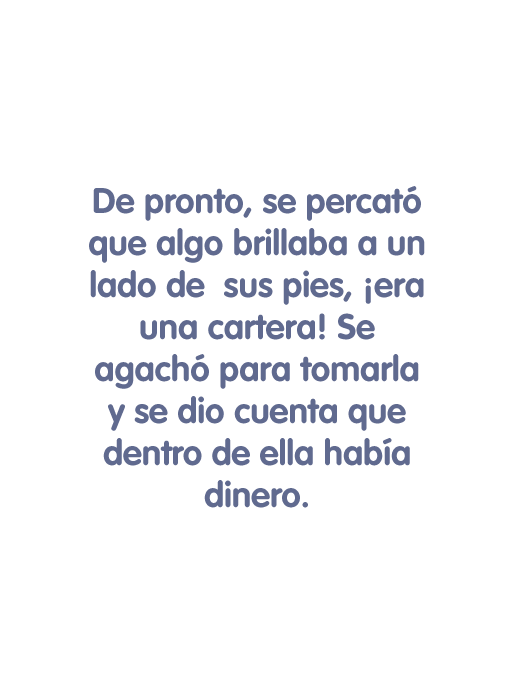 De pronto, se percató
que algo brillaba a un
lado de  sus pies, ¡era
una cartera! Se
agachó para tomarla
y se dio cuenta que
dentro de ella había
dinero.